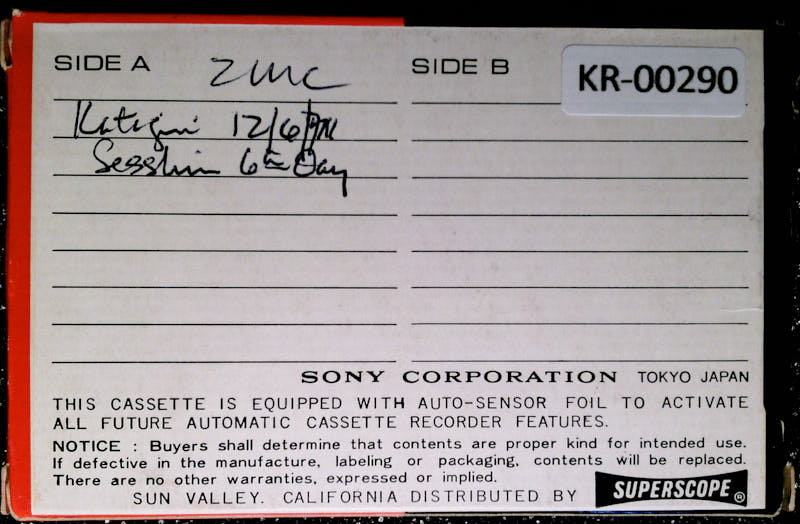 SIDE A ZMC
Katagiri 12/6/
Sesshin 6th Day
SIDE B
KR-00290
SONY CORPORATION TOKYO JAPAN
THIS CASSETTE IS EQUIPPED WITH AUTO-SENSOR FOIL TO ACTIVATE
ALL FUTURE AUTOMATIC CASSETTE RECORDER FEATURES.
NOTICE : Buyers shall determine that contents are proper kind for intended use.
If defective in the manufacture, labeling or packaging, contents will be replaced.
There are no other warranties, expressed or implied.
SUN VALLEY. CALIFORNIA DISTRIBUTED BY SUPERSCOPE®